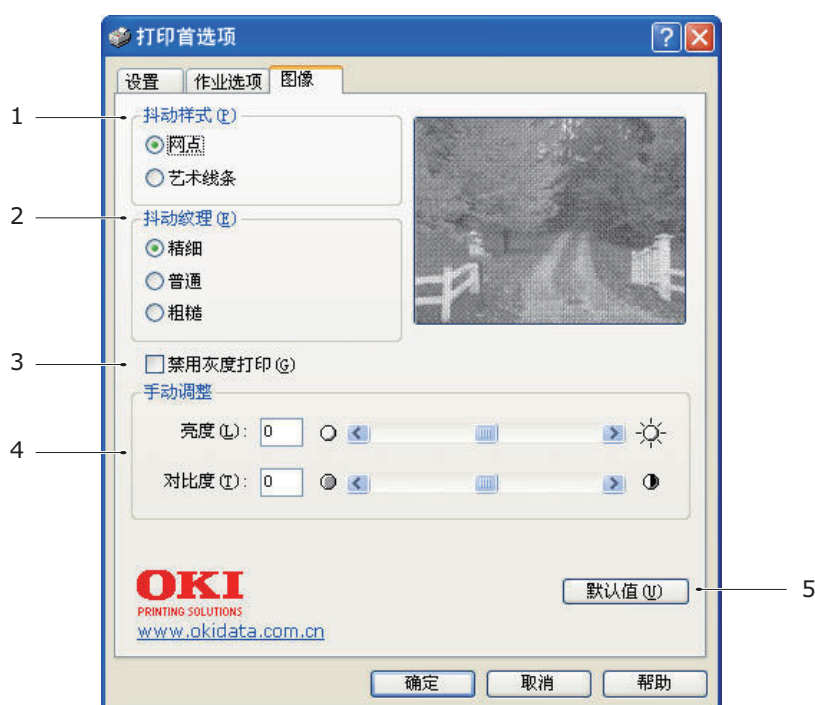 打印首选项
设置 作业选项 图像
1
抖动样式(P)
网点
艺术线条
2
抖动纹理(E)
精细
普通
粗糙
3
禁用灰度打印(G)
手动调整
4
亮度(L): 0
对比度(T): 0
OKI
PRINTING SOLUTIONS
www.okidata.com.cn
默认值(U)
5
确定 取消 帮助